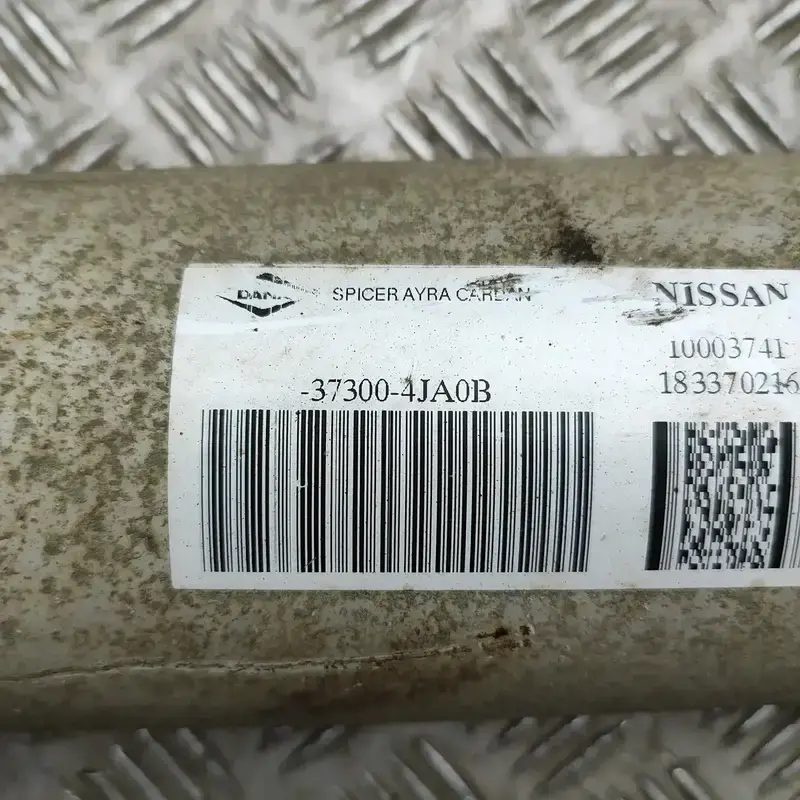 DANA
SPICER AYRA CARDAN
NISSAN
10003741
183370216
-37300-4JA0B